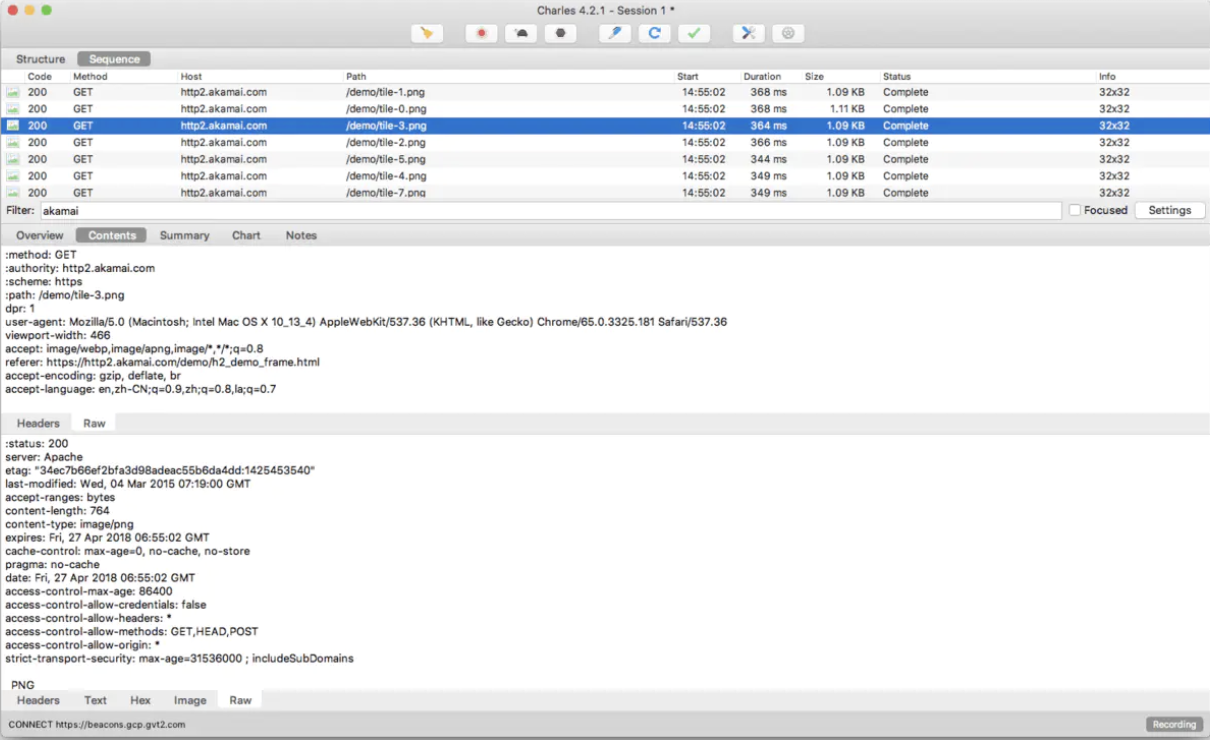 Charles 4.2.1 - Session 1 *
Structure Sequence
Code Method Host Path Start Duration Size Status Info
200 GET http2.akamai.com /demo/tile-1.png 14:55:02 368 ms 1.09 KB Complete 32x32
200 GET http2.akamai.com /demo/tile-0.png 14:55:02 368 ms 1.11 KB Complete 32x32
200 GET http2.akamai.com /demo/tile-3.png 14:55:02 364 ms 1.09 KB Complete 32x32
200 GET http2.akamai.com /demo/tile-2.png 14:55:02 366 ms 1.09 KB Complete 32x32
200 GET http2.akamai.com /demo/tile-5.png 14:55:02 344 ms 1.09 KB Complete 32x32
200 GET http2.akamai.com /demo/tile-4.png 14:55:02 349 ms 1.09 KB Complete 32x32
200 GET http2.akamai.com /demo/tile-7.png 14:55:02 349 ms 1.09 KB Complete 32x32
Filter: akamai Focused Settings
Overview Contents Summary Chart Notes
:method: GET
:authority: http2.akamai.com
:scheme: https
:path: /demo/tile-3.png
dpr: 1
user-agent: Mozilla/5.0 (Macintosh; Intel Mac OS X 10_13_4) AppleWebKit/537.36 (KHTML, like Gecko) Chrome/65.0.3325.181 Safari/537.36
viewport-width: 466
accept: image/webp,image/apng,image/*,*/*;q=0.8
referer: https://http2.akamai.com/demo/h2_demo_frame.html
accept-encoding: gzip, deflate, br
accept-language: en,zh-CN;q=0.9,zh;q=0.8,la;q=0.7
Headers Raw
:status: 200
server: Apache
etag: "34ec7b66ef2bfa3d98adeac55b6da4dd:1425453540"
last-modified: Wed, 04 Mar 2015 07:19:00 GMT
accept-ranges: bytes
content-length: 764
content-type: image/png
expires: Fri, 27 Apr 2018 06:55:02 GMT
cache-control: max-age=0, no-cache, no-store
pragma: no-cache
date: Fri, 27 Apr 2018 06:55:02 GMT
access-control-max-age: 86400
access-control-allow-credentials: false
access-control-allow-headers: *
access-control-allow-methods: GET,HEAD,POST
access-control-allow-origin: *
strict-transport-security: max-age=31536000 ; includeSubDomains
PNG
Headers Text Hex Image Raw
CONNECT https://beacons.gcp.gvt2.com Recording